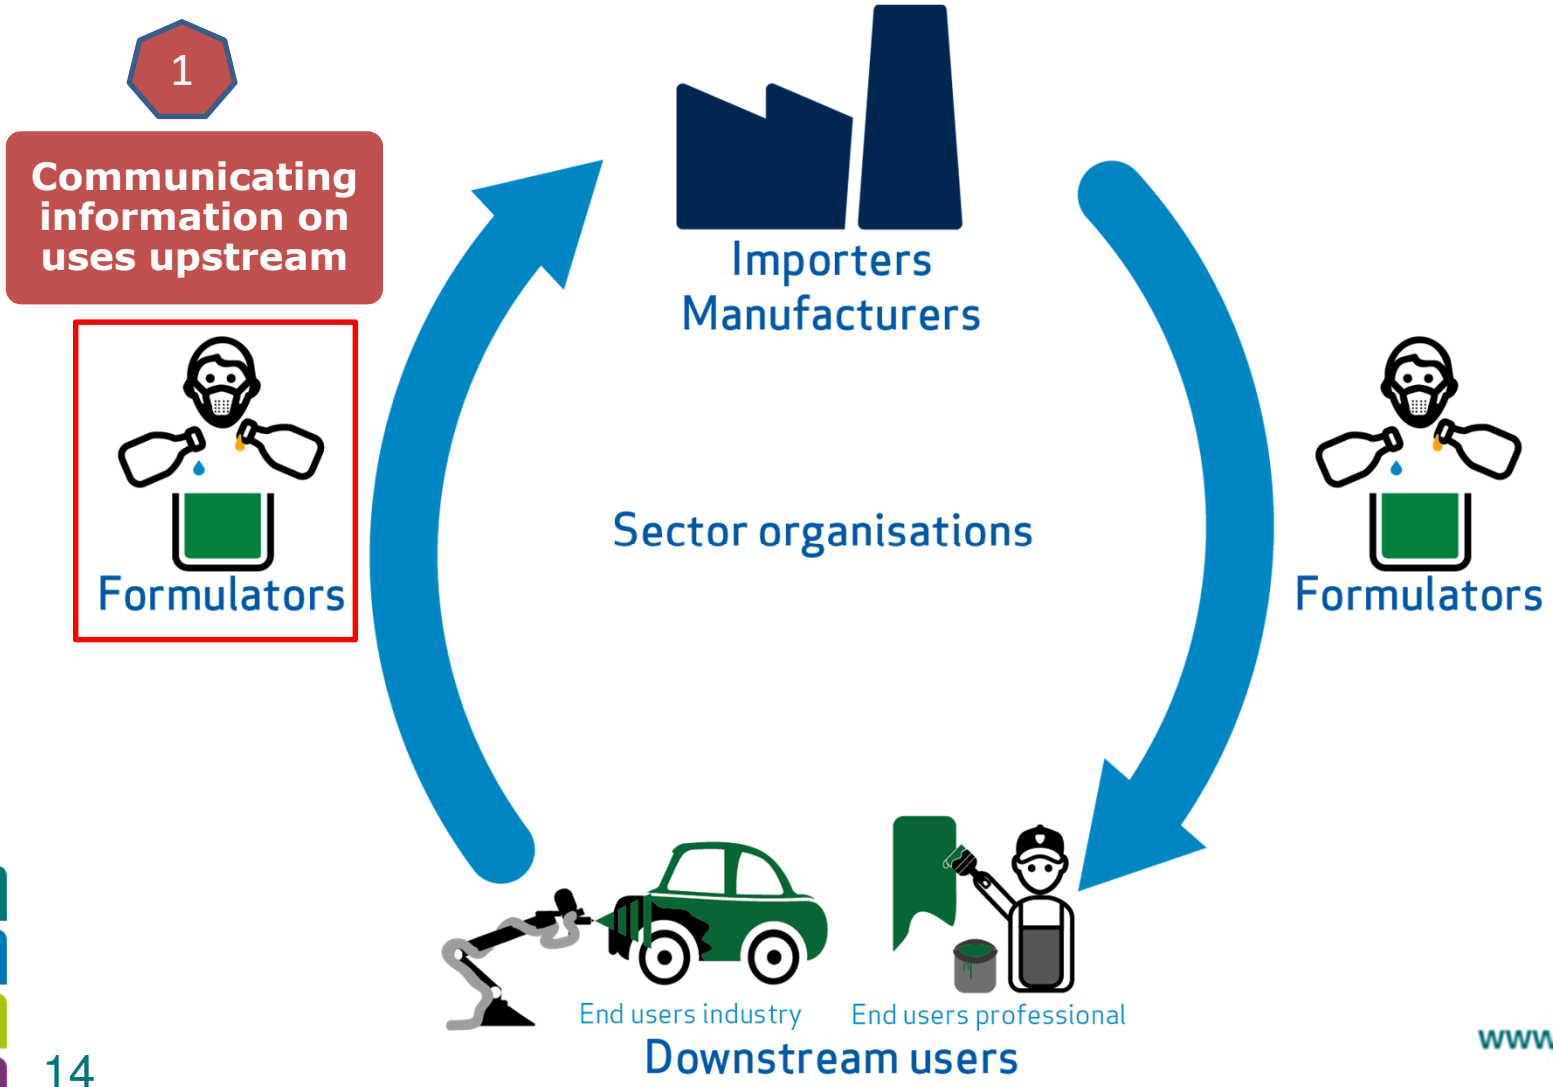 1
Communicating
information on
uses upstream
Importers
Manufacturers
Formulators
Sector organisations
Formulators
End users industry
End users professional
Downstream users
14
www